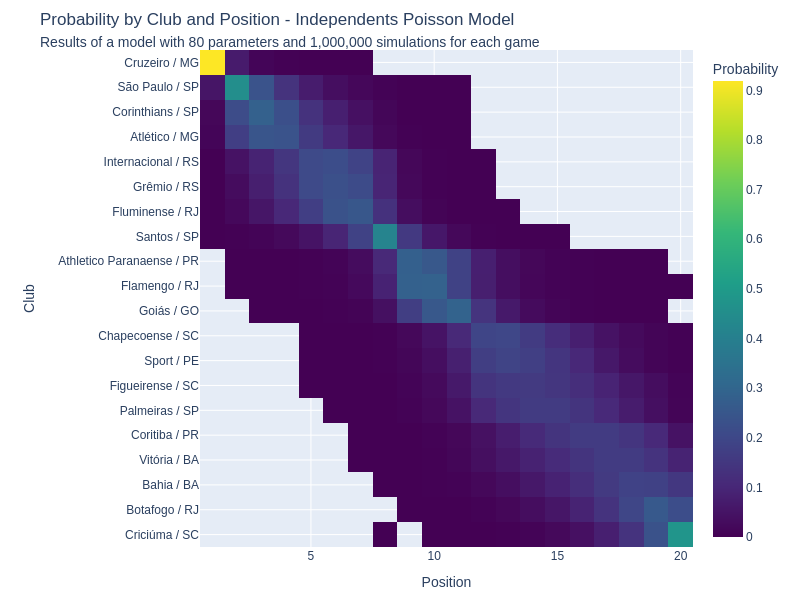 Probability by Club and Position - Independents Poisson Model
Results of a model with 80 parameters and 1,000,000 simulations for each game
Probability
Cruzeiro / MG
São Paulo / SP
Corinthians / SP
Atlético / MG
Internacional / RS
Grêmio / RS
Fluminense / RJ
Santos / SP
Athletico Paranaense / PR
Flamengo / RJ
Goiás / GO
Chapecoense / SC
Sport / PE
Figueirense / SC
Palmeiras / SP
Coritiba / PR
Vitória / BA
Bahia / BA
Botafogo / RJ
Criciúma / SC
Club
5 10 15 20
Position
0.9
0.8
0.7
0.6
0.5
0.4
0.3
0.2
0.1
0